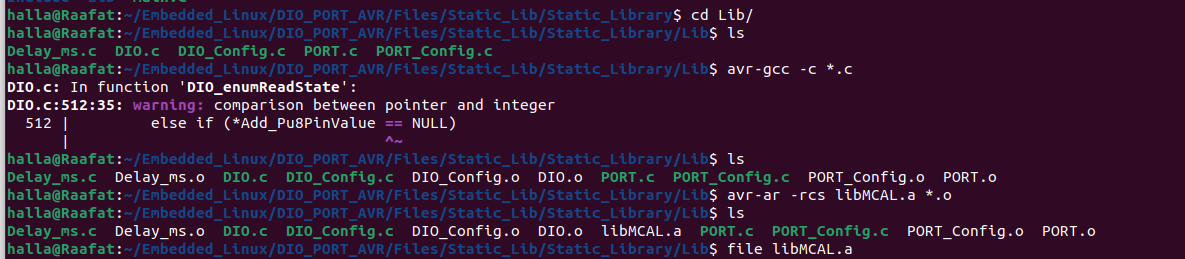 halla@Raafat:~/Embedded_Linux/DIO_PORT_AVR/Files/Static_Lib/Static_Library$ cd Lib/
halla@Raafat:~/Embedded_Linux/DIO_PORT_AVR/Files/Static_Lib/Static_Library/Lib$ ls
Delay_ms.c  DIO.c  DIO_Config.c  PORT.c  PORT_Config.c
halla@Raafat:~/Embedded_Linux/DIO_PORT_AVR/Files/Static_Lib/Static_Library/Lib$ avr-gcc -c *.c
DIO.c: In function 'DIO_enumReadState':
DIO.c:512:35: warning: comparison between pointer and integer
  512 |         else if (*Add_Pu8PinValue == NULL)
      |                                   ^~
halla@Raafat:~/Embedded_Linux/DIO_PORT_AVR/Files/Static_Lib/Static_Library/Lib$ ls
Delay_ms.c  Delay_ms.o  DIO.c  DIO_Config.c  DIO_Config.o  DIO.o  PORT.c  PORT_Config.c  PORT_Config.o  PORT.o
halla@Raafat:~/Embedded_Linux/DIO_PORT_AVR/Files/Static_Lib/Static_Library/Lib$ avr-ar -rcs libMCAL.a *.o
halla@Raafat:~/Embedded_Linux/DIO_PORT_AVR/Files/Static_Lib/Static_Library/Lib$ ls
Delay_ms.c  Delay_ms.o  DIO.c  DIO_Config.c  DIO_Config.o  DIO.o  libMCAL.a  PORT.c  PORT_Config.c  PORT_Config.o  PORT.o
halla@Raafat:~/Embedded_Linux/DIO_PORT_AVR/Files/Static_Lib/Static_Library/Lib$ file libMCAL.a